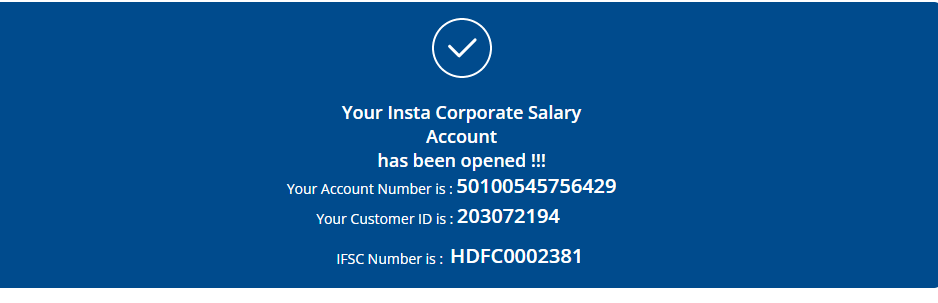 Your Insta Corporate Salary
Account
has been opened !!!
Your Account Number is : 50100545756429
Your Customer ID is : 203072194
IFSC Number is : HDFC0002381